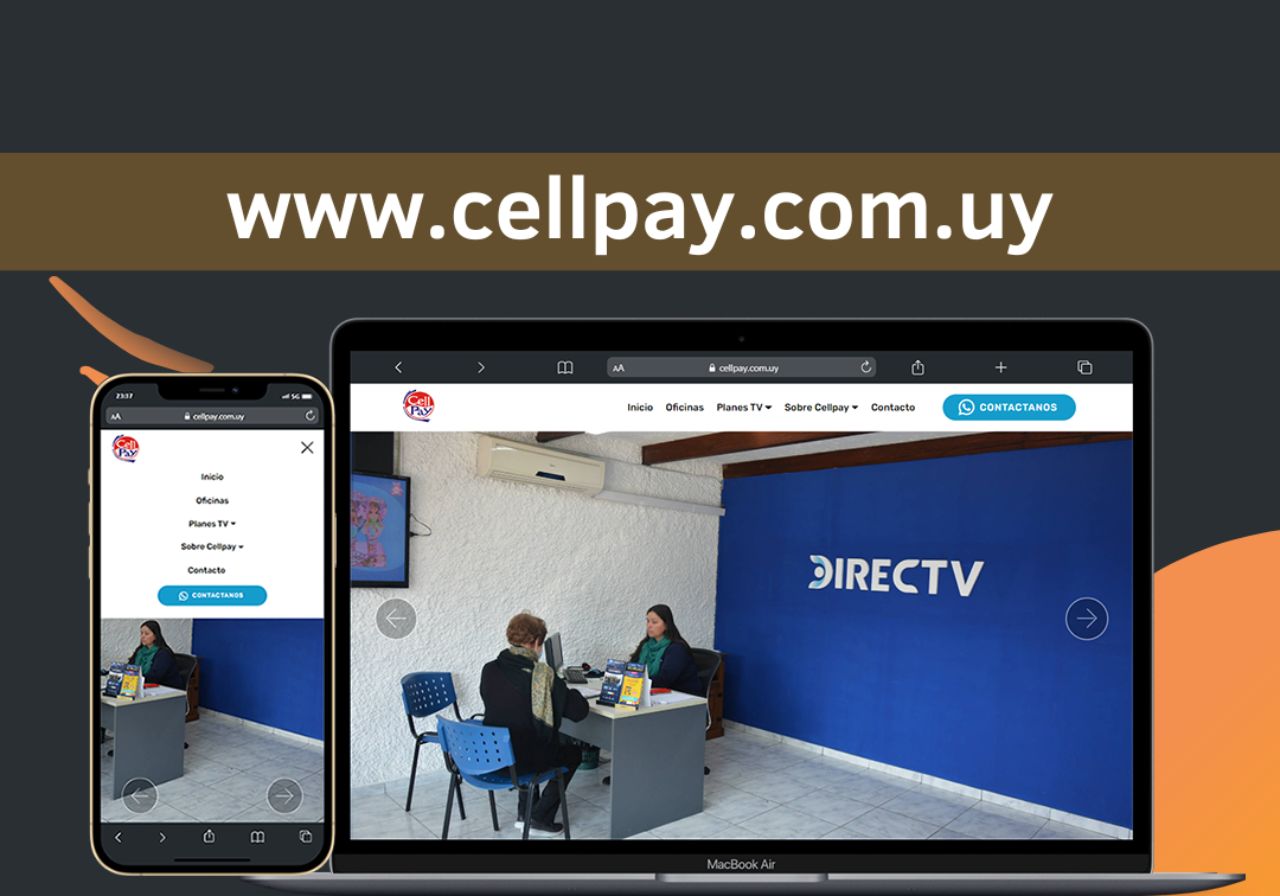 www.cellpay.com.uy
23:37
5G
AA
cellpay.com.uy
Cell
Pay
Inicio
Oficinas
Planes TV
Sobre Cellpay
Contacto
CONTACTANOS
AA
cellpay.com.uy
Cell
Pay
Inicio Oficinas Planes TV Sobre Cellpay Contacto CONTACTANOS
DIRECTV
MacBook Air